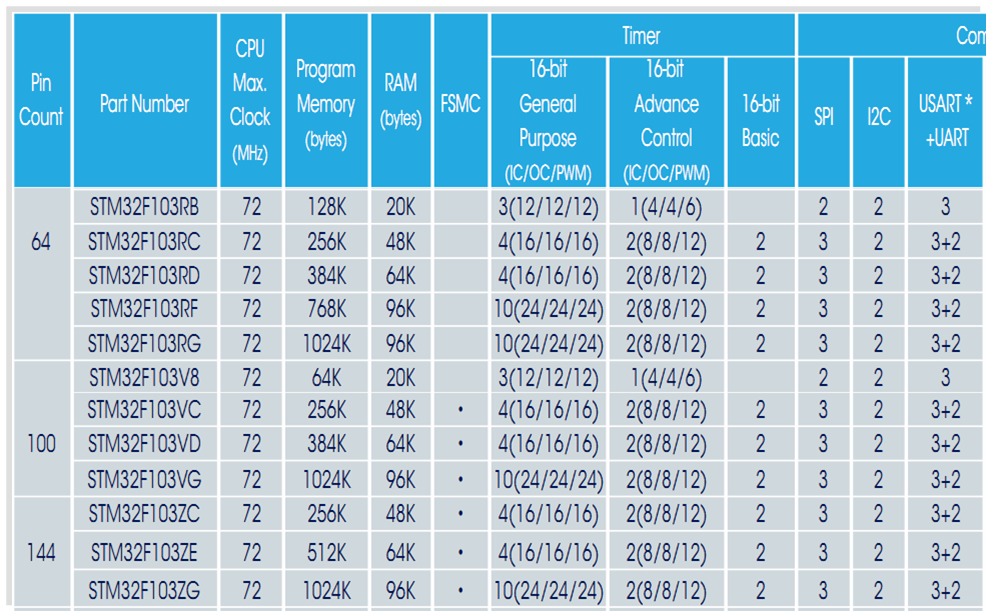 Pin Count Part Number CPU Max. Clock (MHz) Program Memory (bytes) RAM (bytes) FSMC Timer Com
16-bit General Purpose (IC/OC/PWM) 16-bit Advance Control (IC/OC/PWM) 16-bit Basic SPI I2C USART * +UART
STM32F103RB 72 128K 20K 3(12/12/12) 1(4/4/6) 2 2 3
64 STM32F103RC 72 256K 48K 4(16/16/16) 2(8/8/12) 2 3 2 3+2
STM32F103RD 72 384K 64K 4(16/16/16) 2(8/8/12) 2 3 2 3+2
STM32F103RF 72 768K 96K 10(24/24/24) 2(8/8/12) 2 3 2 3+2
STM32F103RG 72 1024K 96K 10(24/24/24) 2(8/8/12) 2 3 2 3+2
STM32F103V8 72 64K 20K 3(12/12/12) 1(4/4/6) 2 2 3
STM32F103VC 72 256K 48K • 4(16/16/16) 2(8/8/12) 2 3 2 3+2
100 STM32F103VD 72 384K 64K • 4(16/16/16) 2(8/8/12) 2 3 2 3+2
STM32F103VG 72 1024K 96K • 10(24/24/24) 2(8/8/12) 2 3 2 3+2
STM32F103ZC 72 256K 48K • 4(16/16/16) 2(8/8/12) 2 3 2 3+2
144 STM32F103ZE 72 512K 64K • 4(16/16/16) 2(8/8/12) 2 3 2 3+2
STM32F103ZG 72 1024K 96K • 10(24/24/24) 2(8/8/12) 2 3 2 3+2